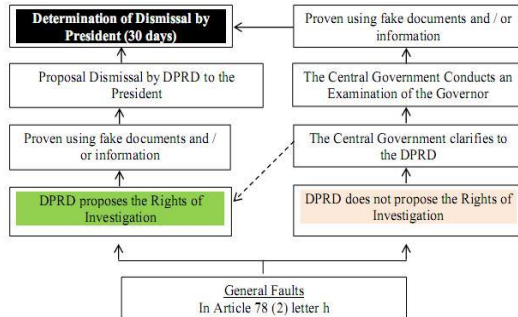 Determination of Dismissal by
President (30 days)
Proven using fake documents and / or
information
Proposal Dismissal by DPRD to the
President
The Central Government Conducts an
Examination of the Governor
Proven using fake documents and /
or information
The Central Government clarifies to
the DPRD
DPRD proposes the Rights of
Investigation
DPRD does not propose the Rights of
Investigation
General Faults
In Article 78 (2) letter h